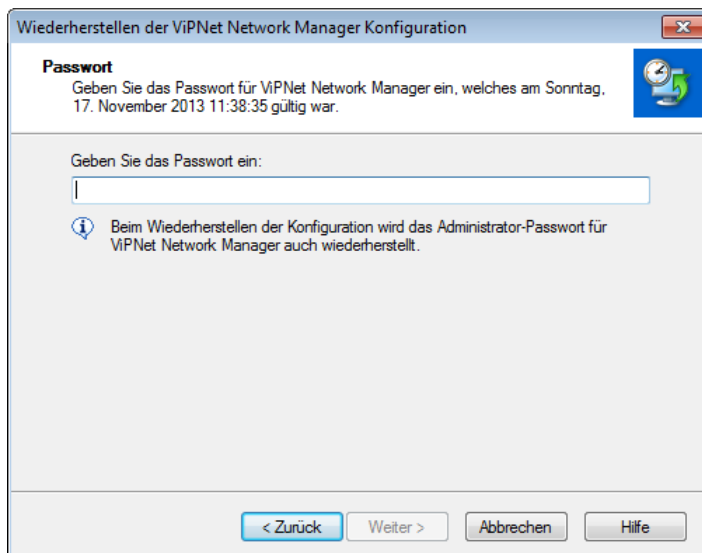 Wiederherstellen der ViPNet Network Manager Konfiguration
Passwort
Geben Sie das Passwort für ViPNet Network Manager ein, welches am Sonntag,
17. November 2013 11:38:35 gültig war.
Geben Sie das Passwort ein:
Beim Wiederherstellen der Konfiguration wird das Administrator-Passwort für
ViPNet Network Manager auch wiederherstellt.
< Zurück
Weiter >
Abbrechen
Hilfe